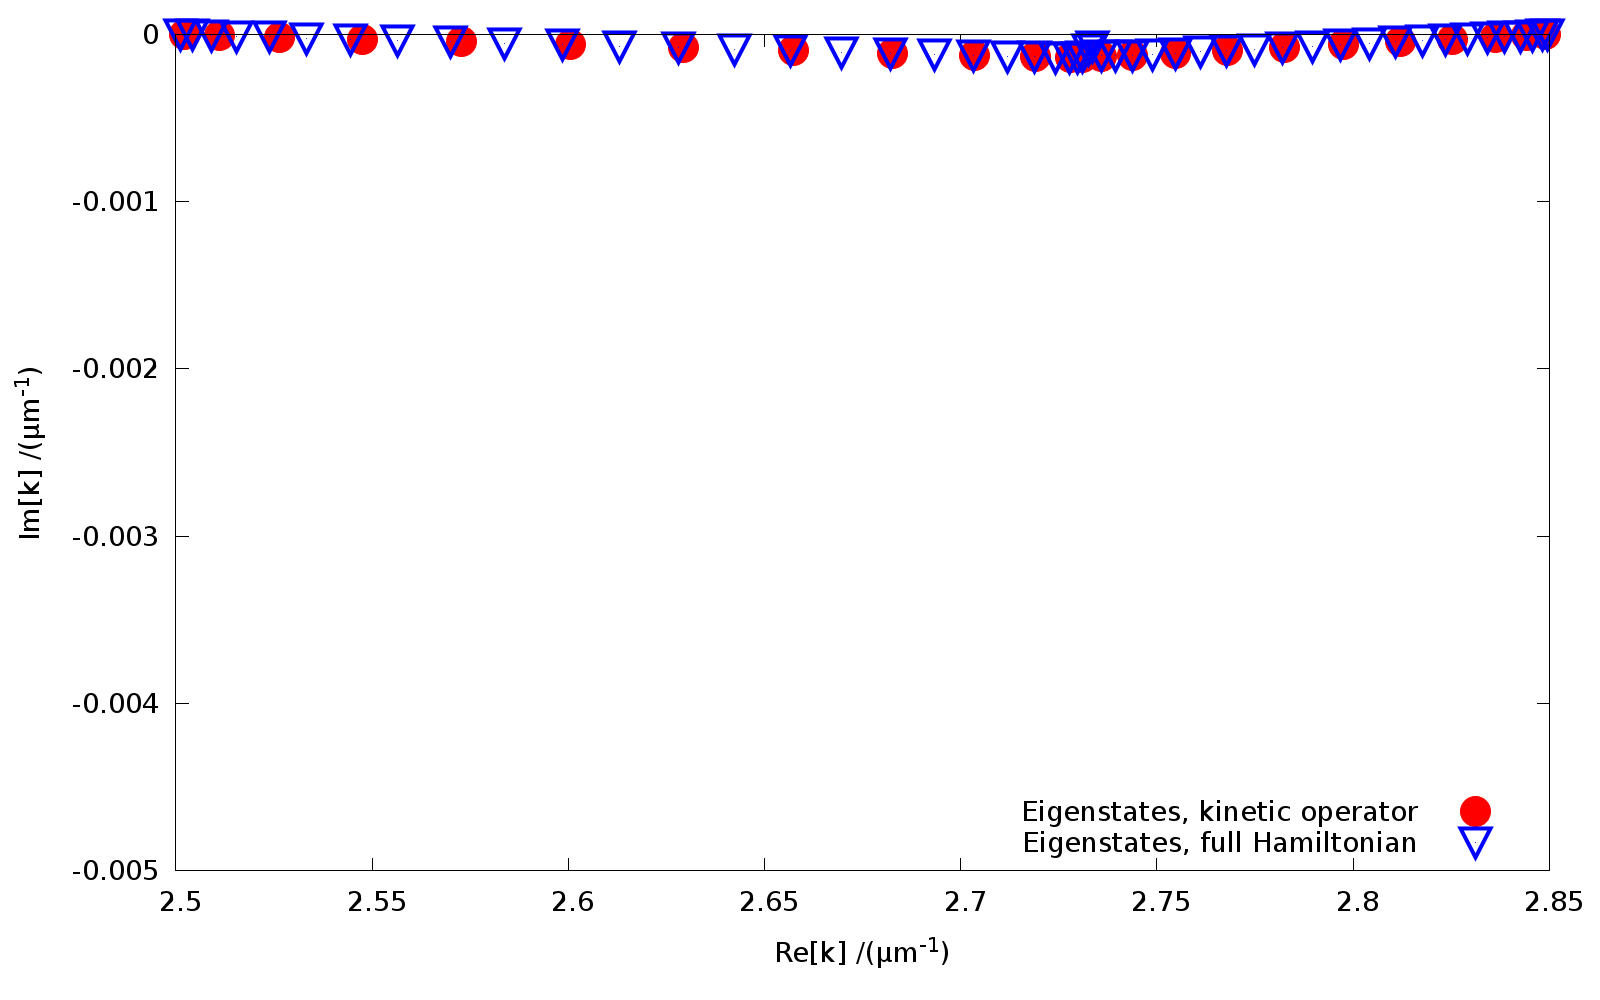 0
-0.001
-0.002
-0.003
-0.004
-0.005
2.5 2.55 2.6 2.65 2.7 2.75 2.8 2.85
Im[k] /(µm⁻¹)
Re[k] /(µm⁻¹)
Eigenstates, kinetic operator
Eigenstates, full Hamiltonian